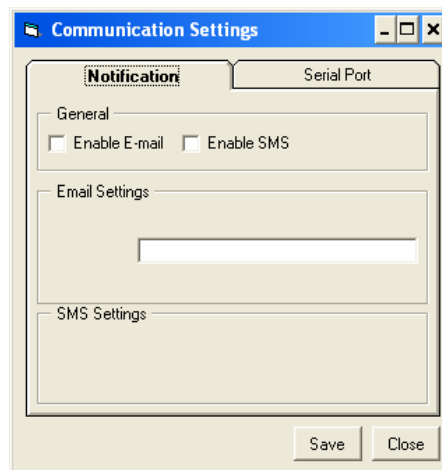 Communication Settings
Notification Serial Port
General
Enable E-mail Enable SMS
Email Settings
SMS Settings
Save Close